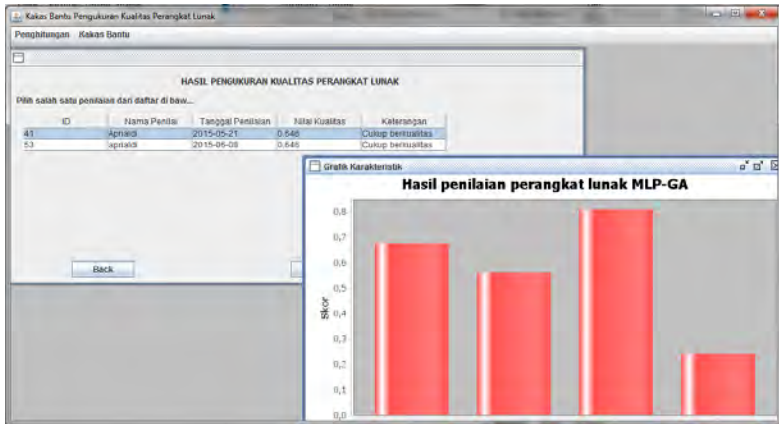 Kakas Bantu Pengukuran Kualitas Perangkat Lunak
Penghitungan Kakas Bantu
HASIL PENGUKURAN KUALITAS PERANGKAT LUNAK
Pilih salah satu penilaian dari daftar di baw...
ID Nama Penilai Tanggal Penilaian Nilai Kualitas Keterangan
41 Aprialdi 2015-05-21 0.646 Cukup berkualitas
53 aprialdi 2015-06-08 0.646 Cukup berkualitas
Back
Grafik Karakteristik
Hasil penilaian perangkat lunak MLP-GA
Skor
0,8
0,7
0,6
0,5
0,4
0,3
0,2
0,1
0,0